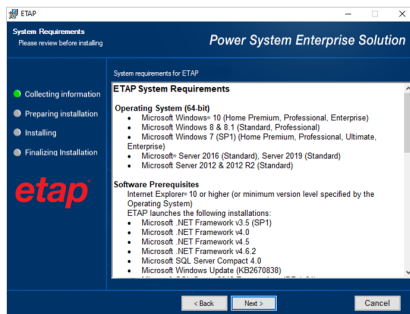 ETAP
System Requirements
Please review before installing
Power System Enterprise Solution
System requirements for ETAP
Collecting information
Preparing installation
Installing
Finalizing Installation
etap
ETAP System Requirements
Operating System (64-bit)
• Microsoft Windows® 10 (Home Premium, Professional, Enterprise)
• Microsoft Windows 8 & 8.1 (Standard, Professional)
• Microsoft Windows 7 (SP1) (Home Premium, Professional, Ultimate,
Enterprise)
• Microsoft® Server 2016 (Standard), Server 2019 (Standard)
• Microsoft Server 2012 & 2012 R2 (Standard)
Software Prerequisites
Internet Explorer® 10 or higher (or minimum version level specified by the
Operating System)
ETAP launches the following installations:
• Microsoft .NET Framework v3.5 (SP1)
• Microsoft .NET Framework v4.0
• Microsoft .NET Framework v4.5
• Microsoft .NET Framework v4.6.2
• Microsoft SQL Server Compact 4.0
• Microsoft Windows Update (KB2670838)
< Back
Next >
Cancel